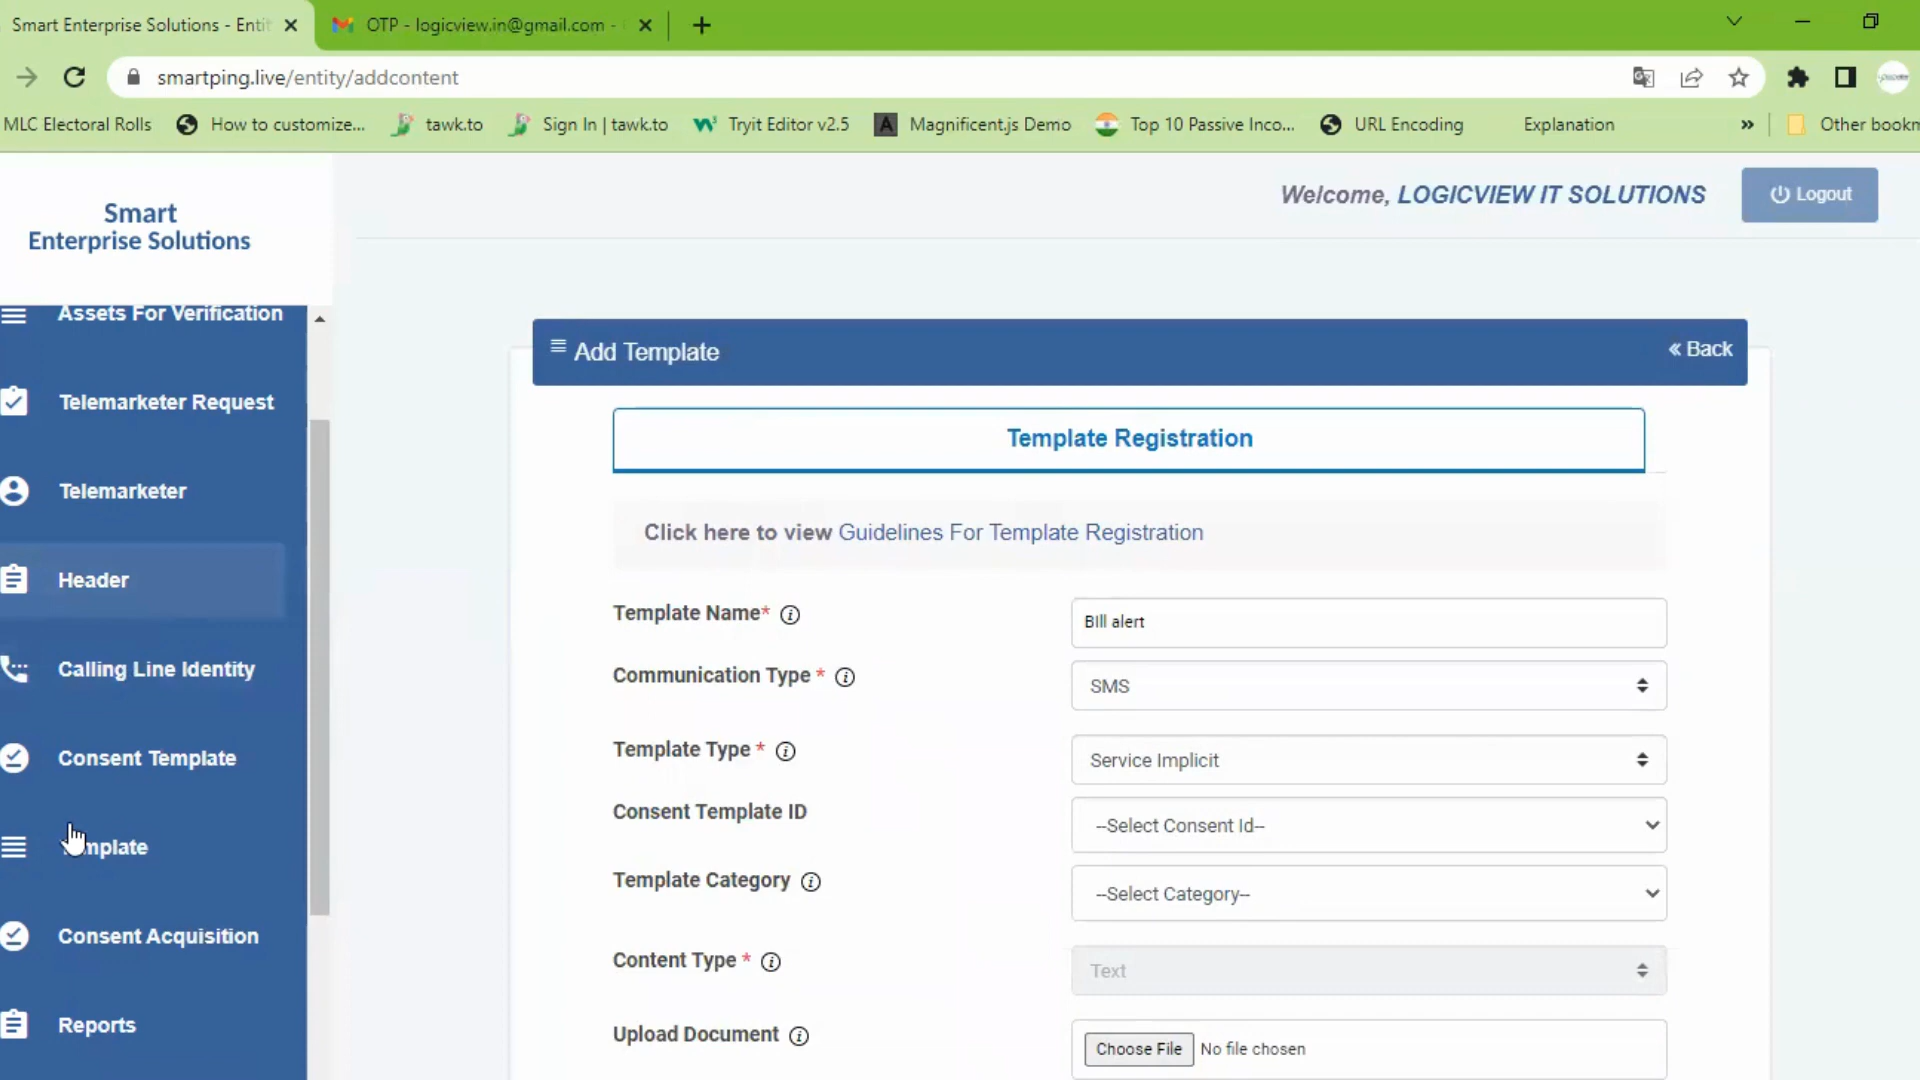 Smart Enterprise Solutions - Entit
OTP - logicview.in@gmail.com -
smartping.live/entity/addcontent
MLC Electoral Rolls
How to customize...
tawk.to
Sign In | tawk.to
Tryit Editor v2.5
Magnificent.js Demo
Top 10 Passive Inco...
URL Encoding
Explanation
»
Other bookm
Smart
Enterprise Solutions
Welcome, LOGICVIEW IT SOLUTIONS
Logout
Assets For Verification
Telemarketer Request
Telemarketer
Header
Calling Line Identity
Consent Template
mplate
Consent Acquisition
Reports
Add Template
« Back
Template Registration
Click here to view Guidelines For Template Registration
Template Name*
BIll alert
Communication Type *
SMS
Template Type *
Service Implicit
Consent Template ID
--Select Consent Id--
Template Category
--Select Category--
Content Type *
Text
Upload Document
Choose File No file chosen